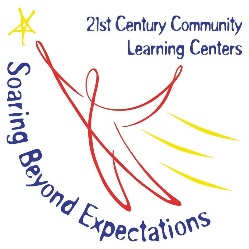 21st Century Community
Learning Centers
Soaring Beyond Expectations